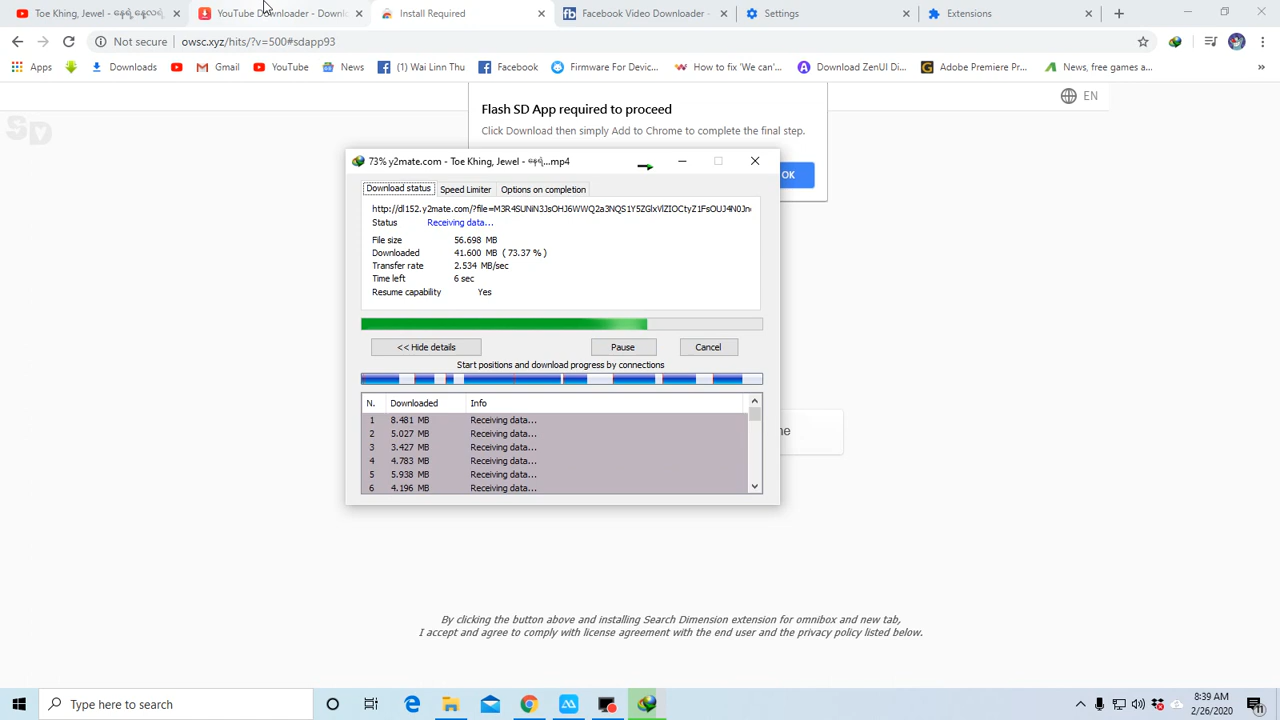 Toe Khing, Jewel - နေရဲ့ နေ့လေး
YouTube Downloader - Downlo
Install Required
Facebook Video Downloader -
Settings
Extensions
Not secure
owsc.xyz/hits/?v=500#sdapp93
Apps
Downloads
Gmail
YouTube
News
(1) Wai Linn Thu
Facebook
Firmware For Device...
How to fix 'We can'...
Download ZenUI Di...
Adobe Premiere Pr...
News, free games a...
»
EN
SD
Flash SD App required to proceed
Click Download then simply Add to Chrome to complete the final step.
OK
73% y2mate.com - Toe Khing, Jewel - နေရဲ့...mp4
Download status
Speed Limiter
Options on completion
Status
Receiving data...
File size
56.698 MB
Downloaded
41.600 MB ( 73.37 % )
Transfer rate
2.534 MB/sec
Time left
6 sec
Resume capability
Yes
<< Hide details
Pause
Cancel
Start positions and download progress by connections
N. Downloaded Info
1 8.481 MB Receiving data...
2 5.027 MB Receiving data...
3 3.427 MB Receiving data...
4 4.783 MB Receiving data...
5 5.938 MB Receiving data...
6 4.196 MB Receiving data...
me
By clicking the button above and installing Search Dimension extension for omnibox and new tab,
I accept and agree to comply with license agreement with the end user and the privacy policy listed below.
Type here to search
8:39 AM
2/26/2020
11